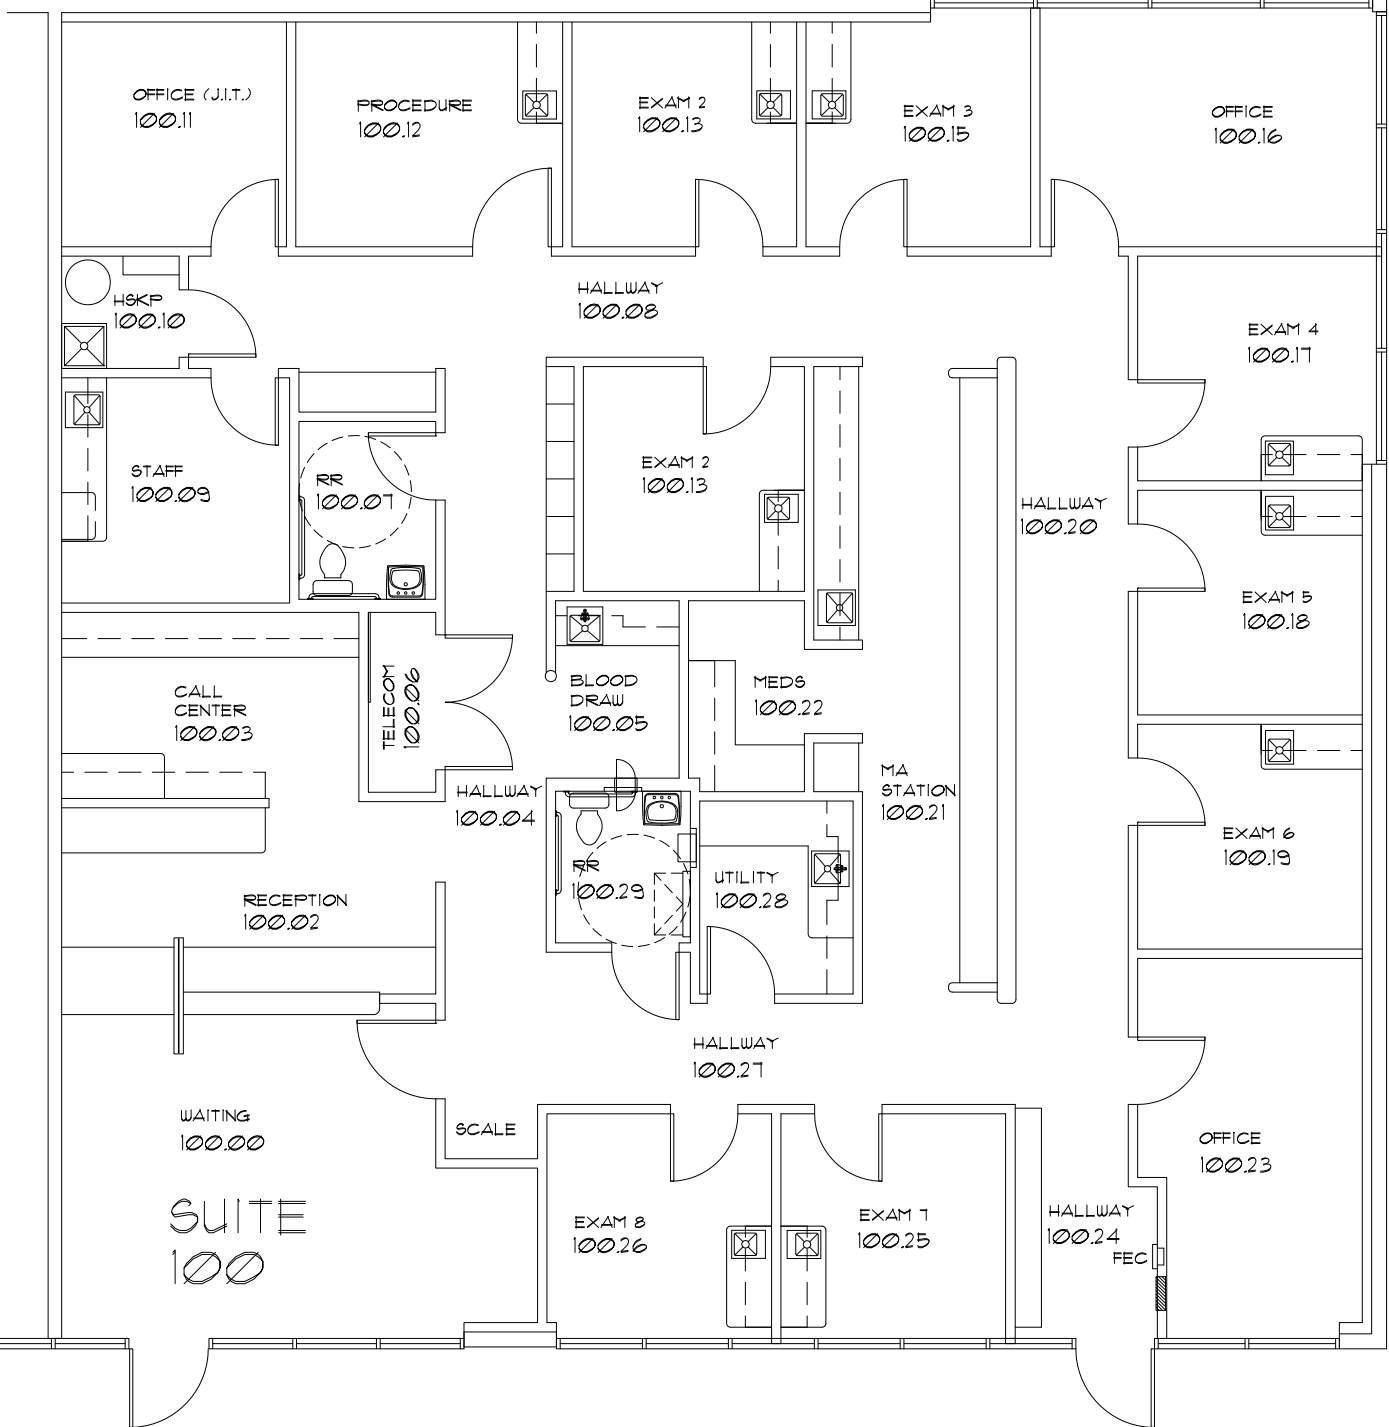 OFFICE (J.I.T.)
100.11
PROCEDURE
100.12
EXAM 2
100.13
EXAM 3
100.15
OFFICE
100.16
HALLWAY
100.08
HSKP
100.10
EXAM 4
100.17
STAFF
100.09
RR
100.07
EXAM 2
100.13
HALLWAY
100.20
EXAM 5
100.18
CALL
CENTER
100.03
TELECOM
100.06
BLOOD
DRAW
100.05
MEDS
100.22
HALLWAY
100.04
MA
STATION
100.21
EXAM 6
100.19
RR
100.29
UTILITY
100.28
RECEPTION
100.02
HALLWAY
100.27
WAITING
100.00
SCALE
OFFICE
100.23
SUITE
100
EXAM 8
100.26
EXAM 7
100.25
HALLWAY
100.24
FEC